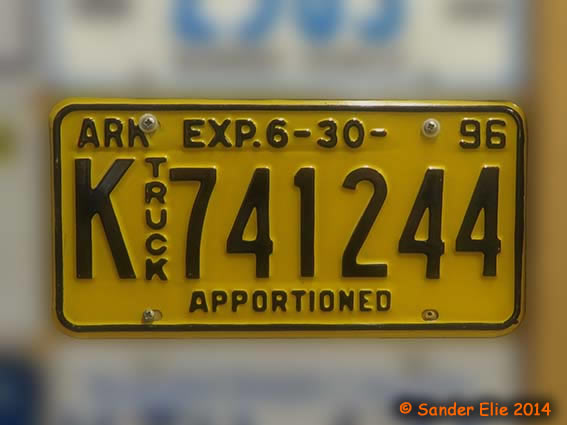 ARK EXP. 6-30- 96
K TRUCK 741244
APPORTIONED
© Sander Elie 2014